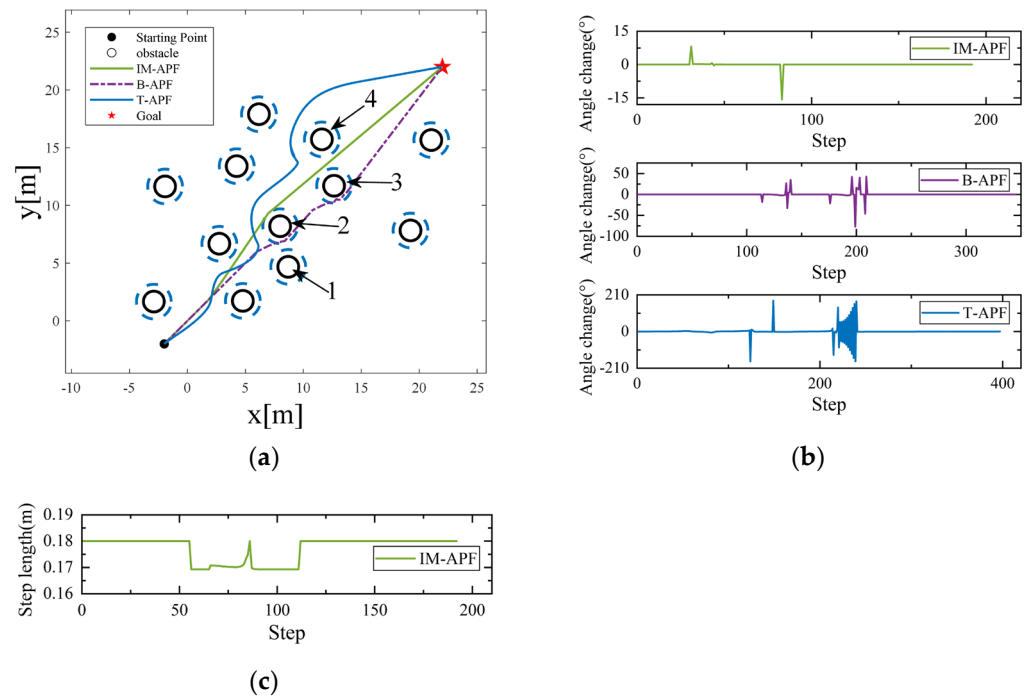 25
20
15
10
5
0
-10
-5
0
5
10
15
20
25
y[m]
x[m]
Starting Point
obstacle
IM-APF
B-APF
T-APF
Goal
4
3
2
1
(a)
15
0
-15
Angle change(°)
0
100
200
Step
IM-APF
50
0
-50
-100
Angle change(°)
0
100
200
300
Step
B-APF
210
0
-210
Angle change(°)
0
200
400
Step
T-APF
(b)
0.19
0.18
0.17
0.16
Step length(m)
0
50
100
150
200
Step
IM-APF
(c)